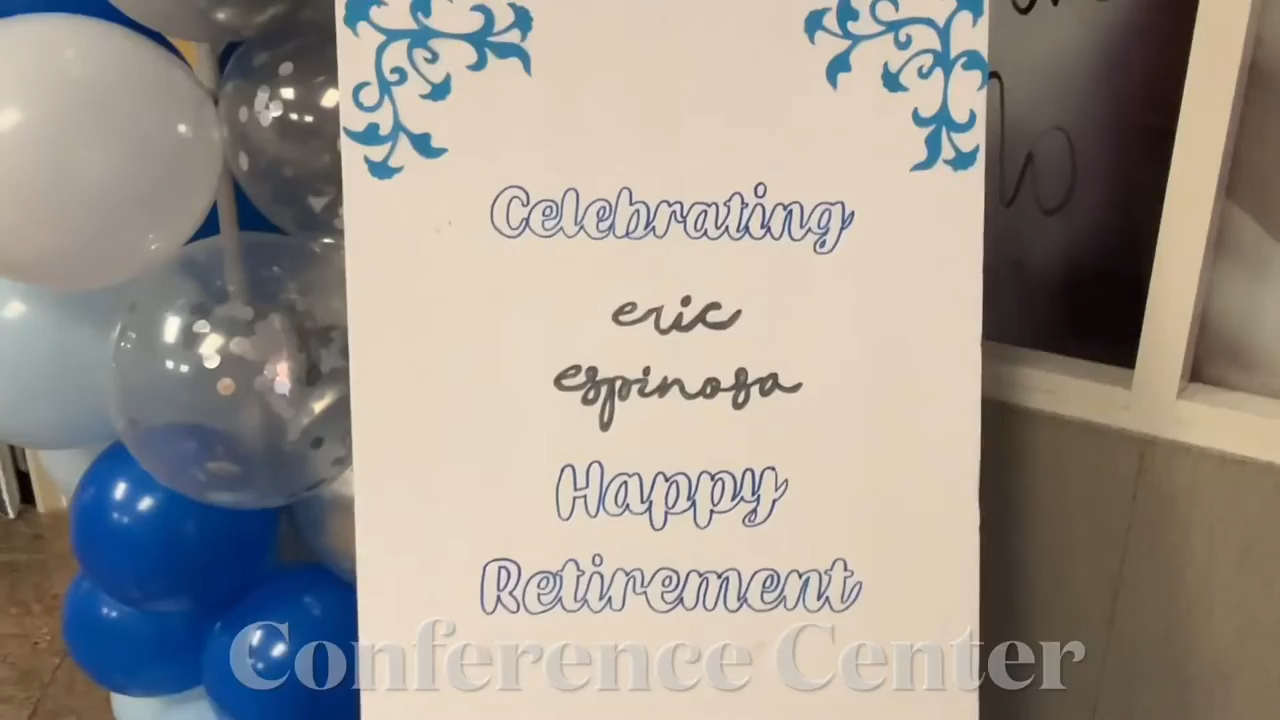 Celebrating
eric
espinosa
Happy
Retirement
Conference Center